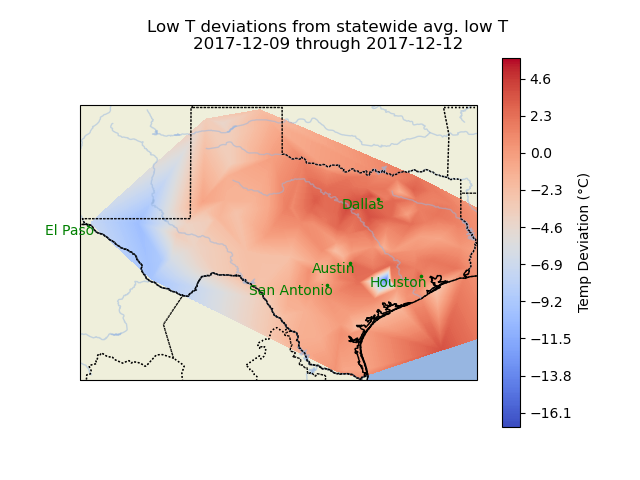 Low T deviations from statewide avg. low T
2017-12-09 through 2017-12-12
El Paso
Dallas
Austin
San Antonio
Houston
4.6
2.3
0.0
−2.3
−4.6
−6.9
−9.2
−11.5
−13.8
−16.1
Temp Deviation (°C)